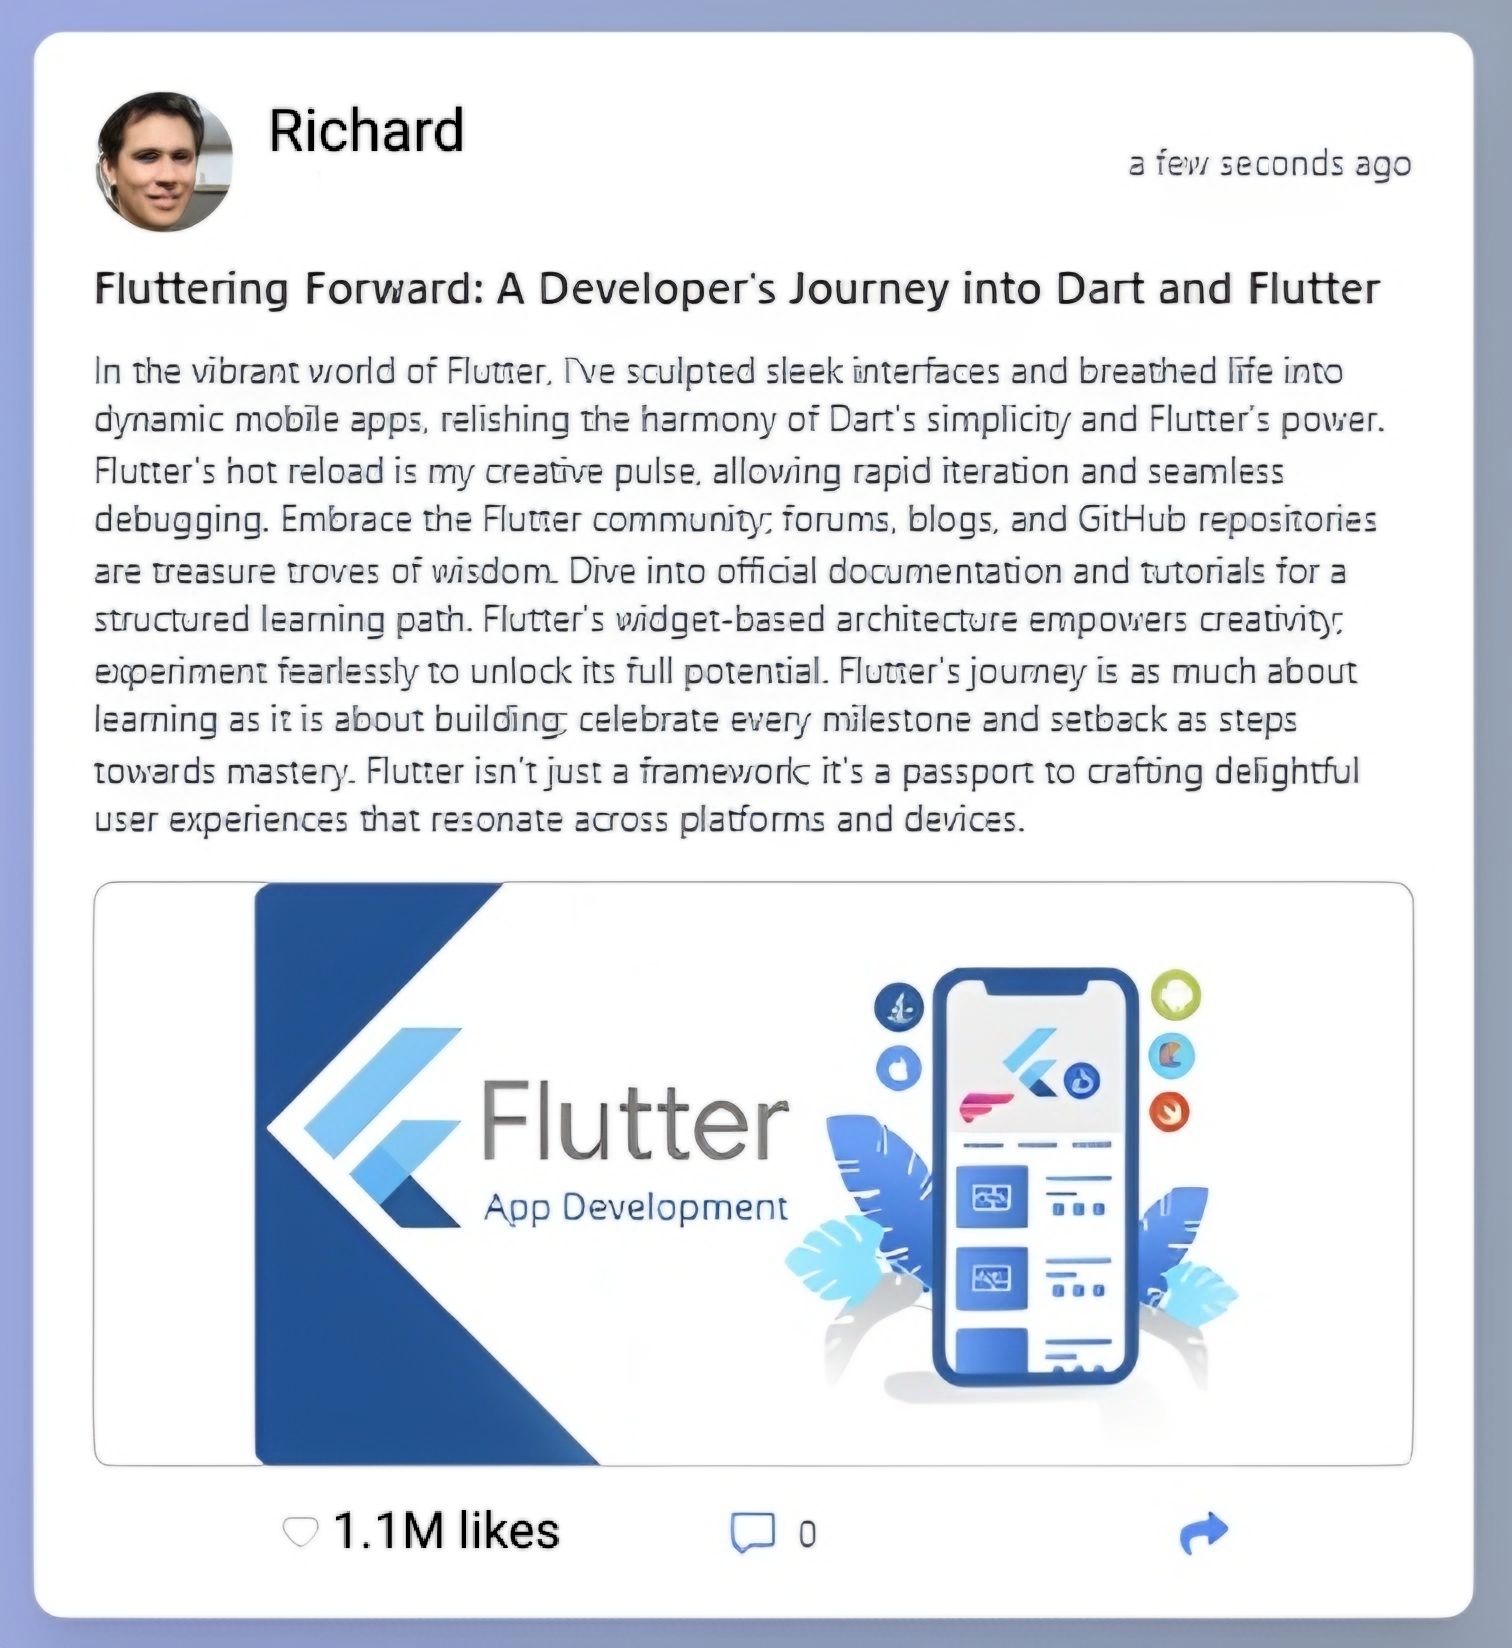 Richard
a few seconds ago
Fluttering Forward: A Developer's Journey into Dart and Flutter
In the vibrant world of Flutter, I've sculpted sleek interfaces and breathed life into
dynamic mobile apps, relishing the harmony of Dart's simplicity and Flutter's power.
Flutter's hot reload is my creative pulse, allowing rapid iteration and seamless
debugging. Embrace the Flutter community; forums, blogs, and GitHub repositories
are treasure troves of wisdom. Dive into official documentation and tutorials for a
structured learning path. Flutter's widget-based architecture empowers creativity;
experiment fearlessly to unlock its full potential. Flutter's journey is as much about
learning as it is about building; celebrate every milestone and setback as steps
towards mastery. Flutter isn't just a framework; it's a passport to crafting delightful
user experiences that resonate across platforms and devices.
Flutter
App Development
1.1M likes
0